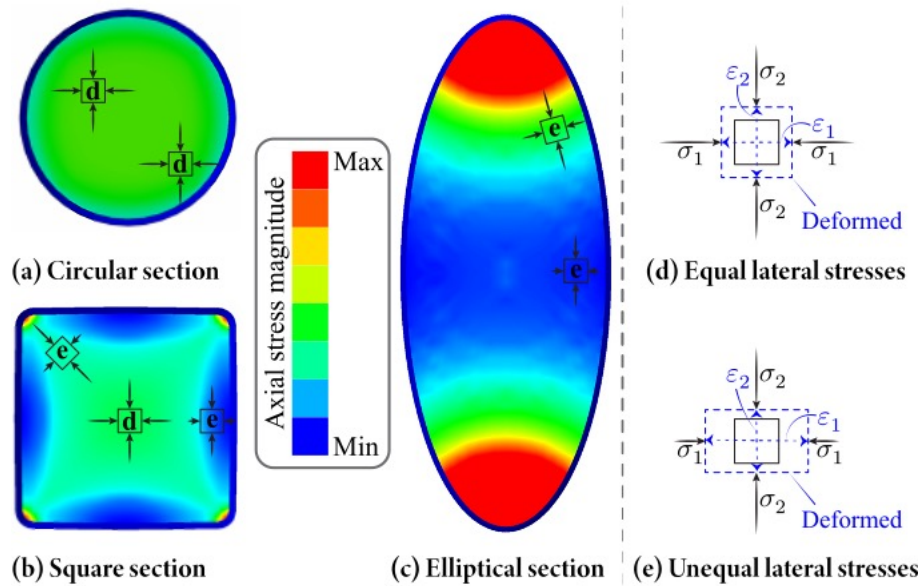 d
d
(a) Circular section
e
d
e
(b) Square section
Axial stress magnitude
Max
Min
e
e
(c) Elliptical section
σ₂
ε₂
ε₁
σ₁
σ₁
σ₂
Deformed
(d) Equal lateral stresses
ε₂
σ₂
ε₁
σ₁
σ₁
σ₂
Deformed
(e) Unequal lateral stresses